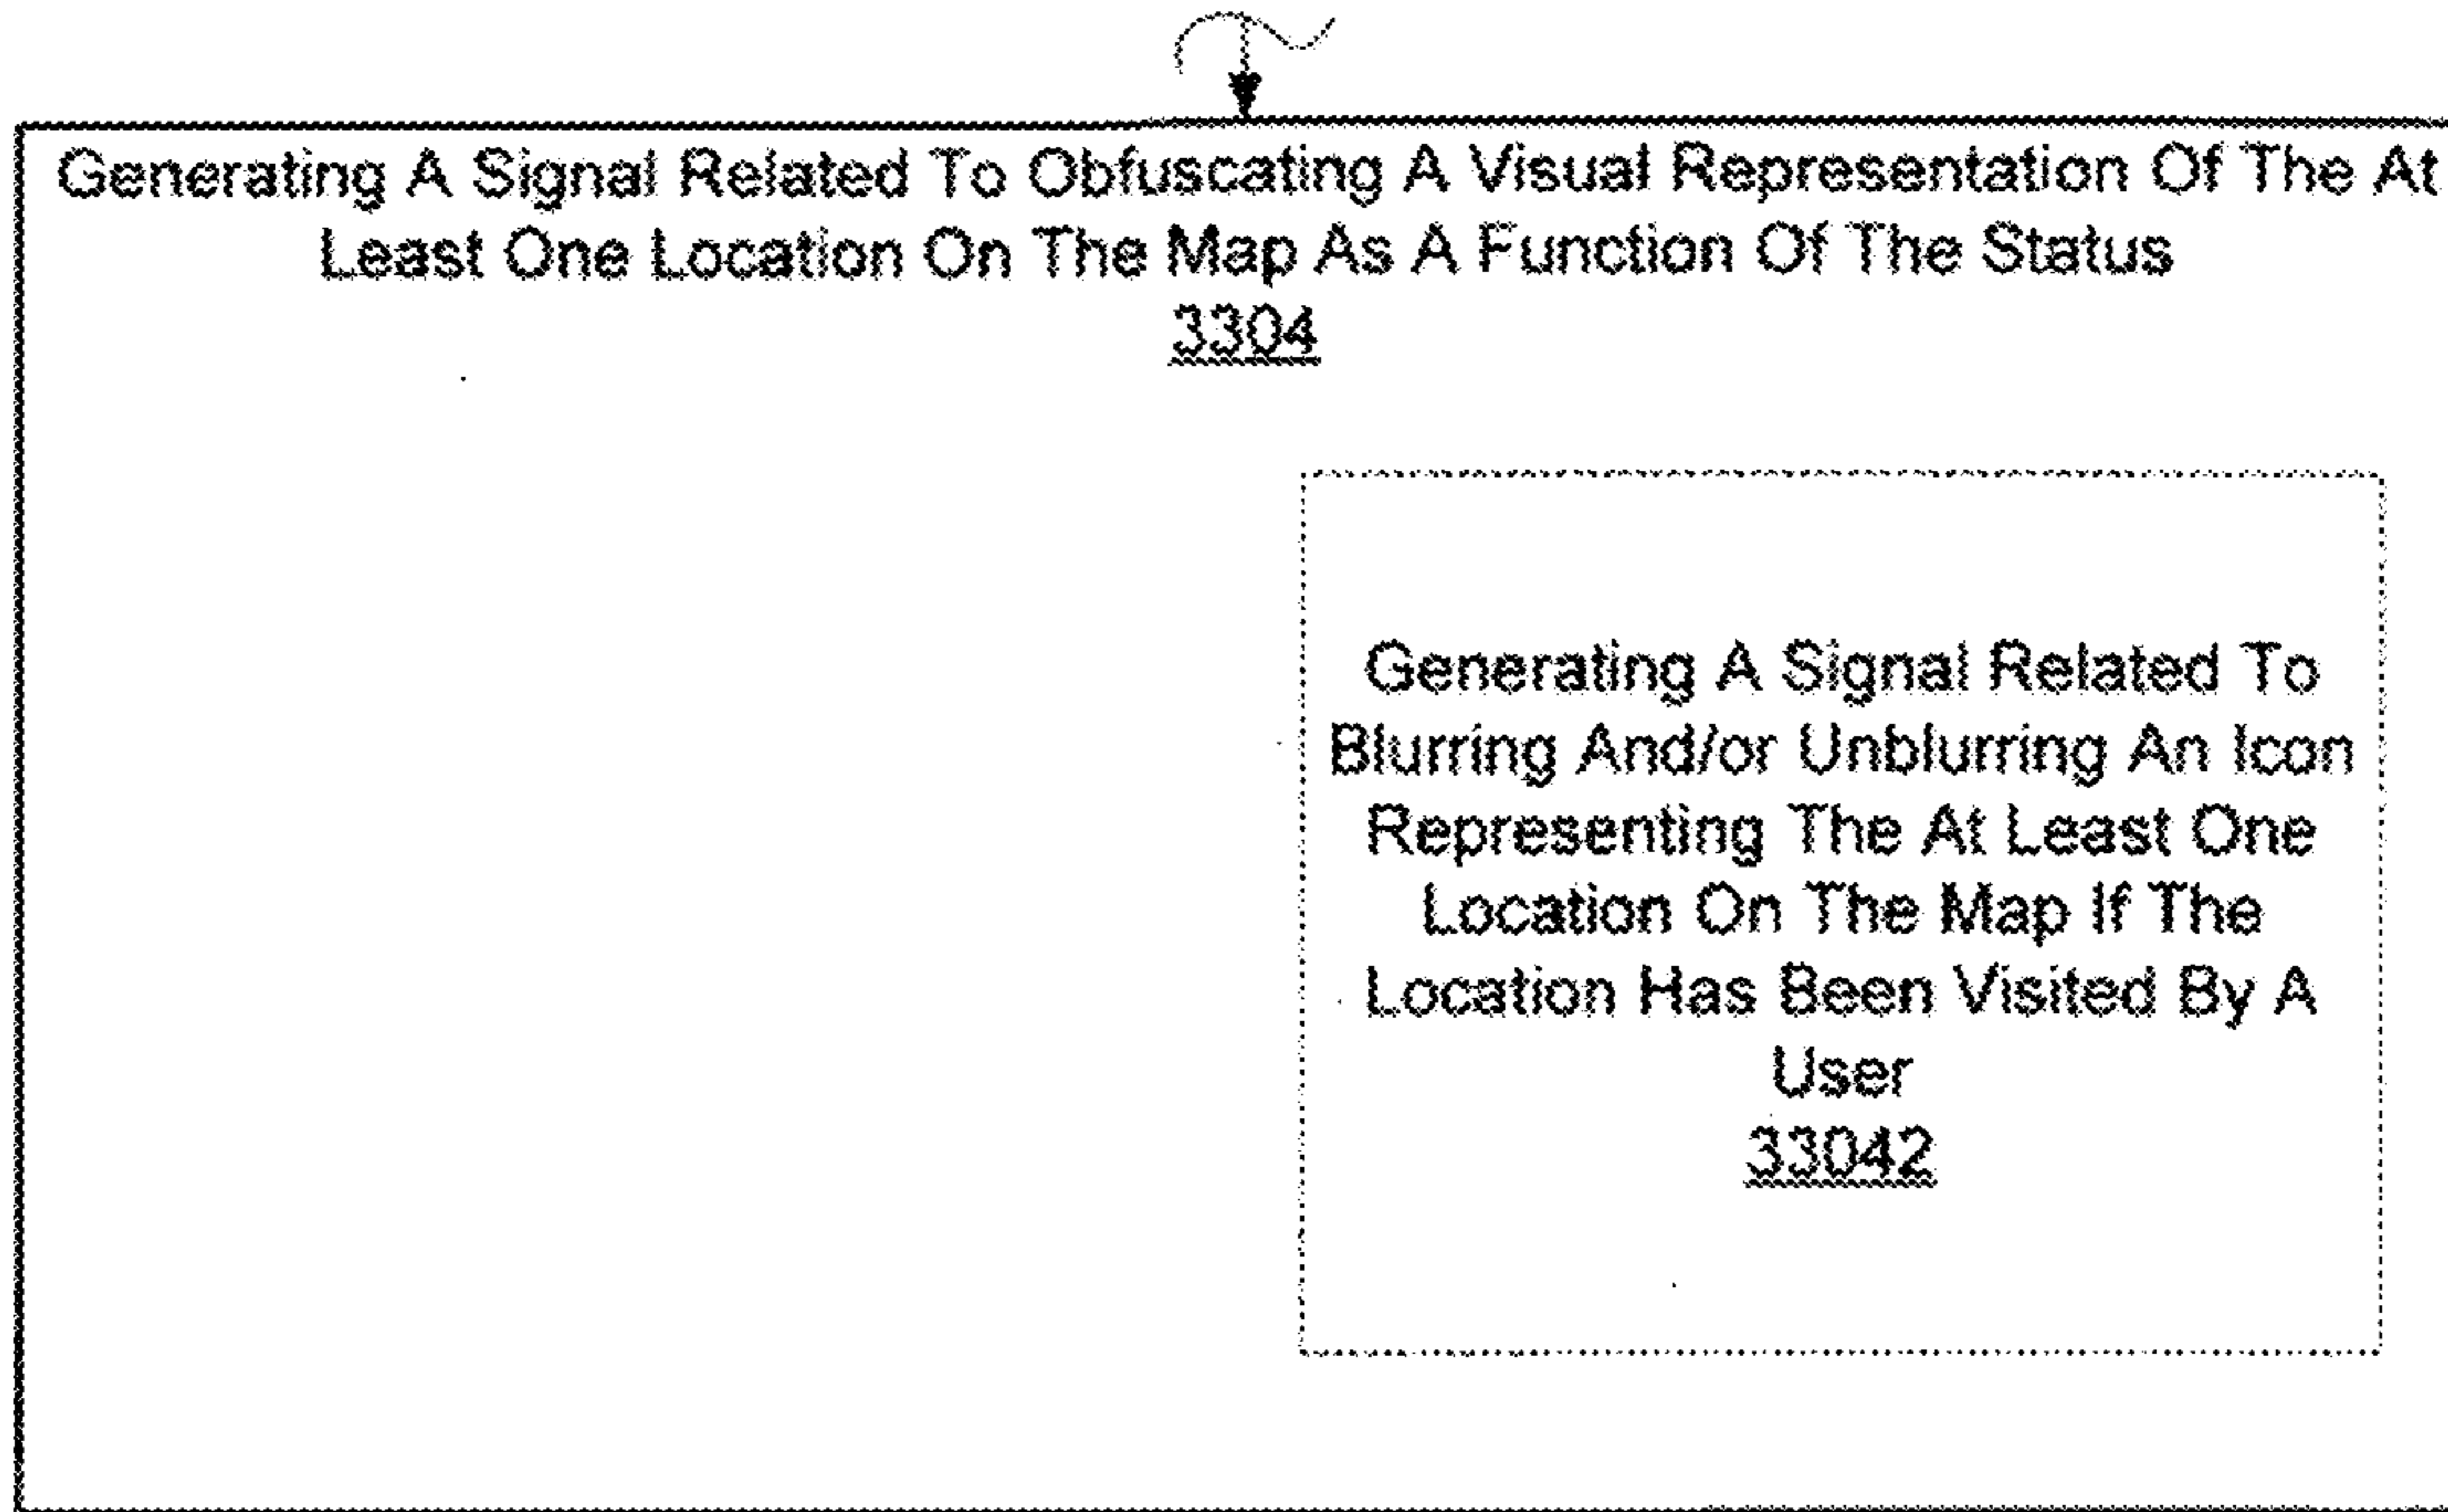 Generating A Signal Related To Obfuscating A Visual Representation Of The At
Least One Location On The Map As A Function Of The Status
3304
Generating A Signal Related To
Blurring And/or Unblurring An Icon
Representing The At Least One
Location On The Map If The
Location Has Been Visited By A
User
33042